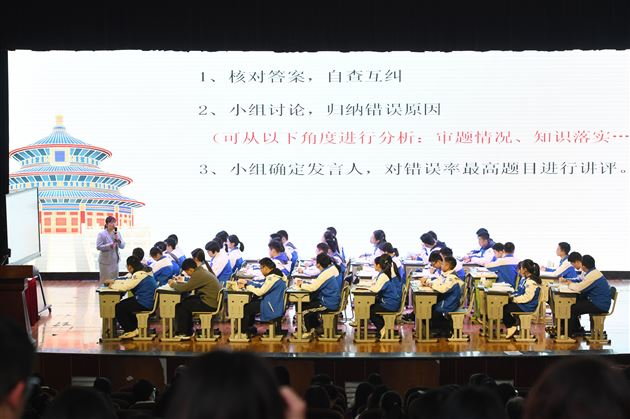 1、核对答案，自查互纠
2、小组讨论，归纳错误原因
（可从以下角度进行分析：审题情况、知识落实…
3、小组确定发言人，对错误率最高题目进行讲评。